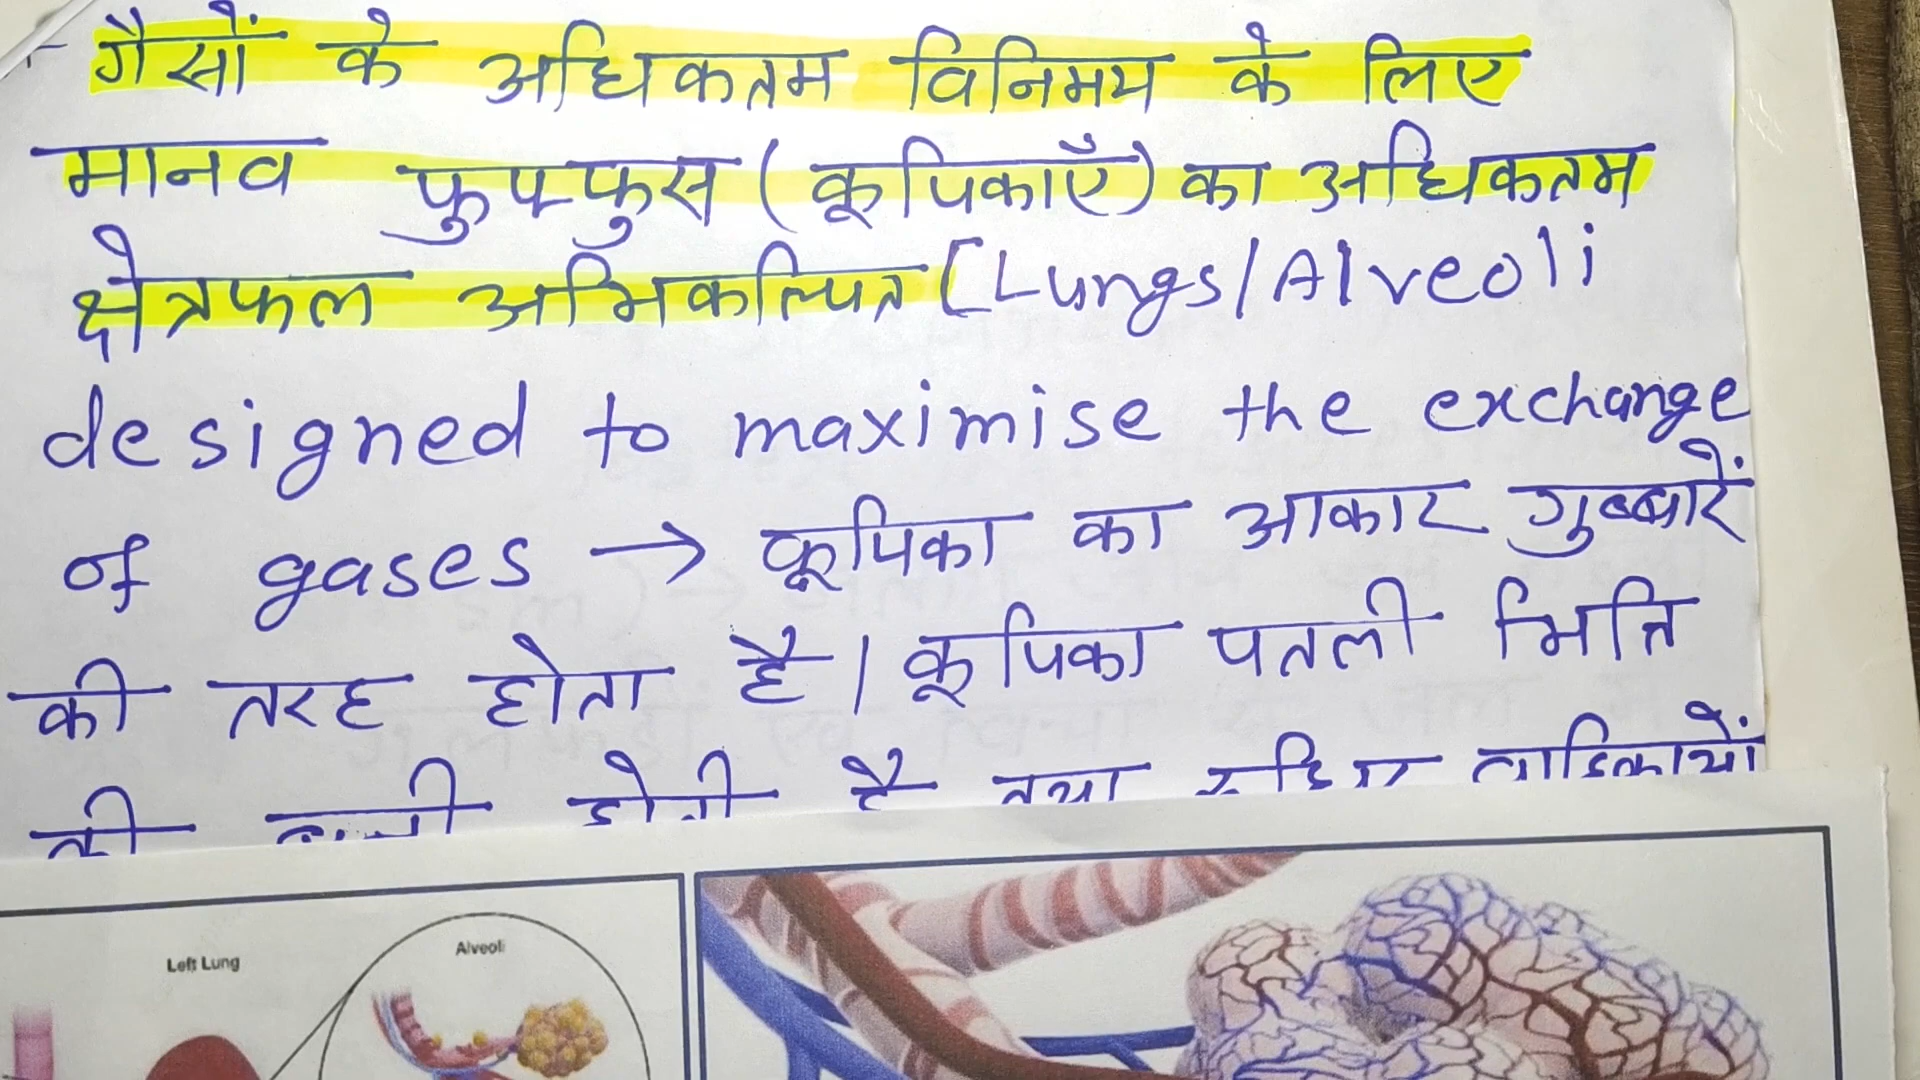 गैसों के अधिकतम विनिमय के लिए
मानव फुफ्फुस (कूपिकाएँ) का अधिकतम
क्षेत्रफल अभिकल्पित [Lungs/Alveoli
designed to maximise the exchange
of gases → कूपिका का आकार गुब्बारें
की तरह होता है। कूपिका पतली भित्ति
की होती है तथा
Left Lung
Alveoli